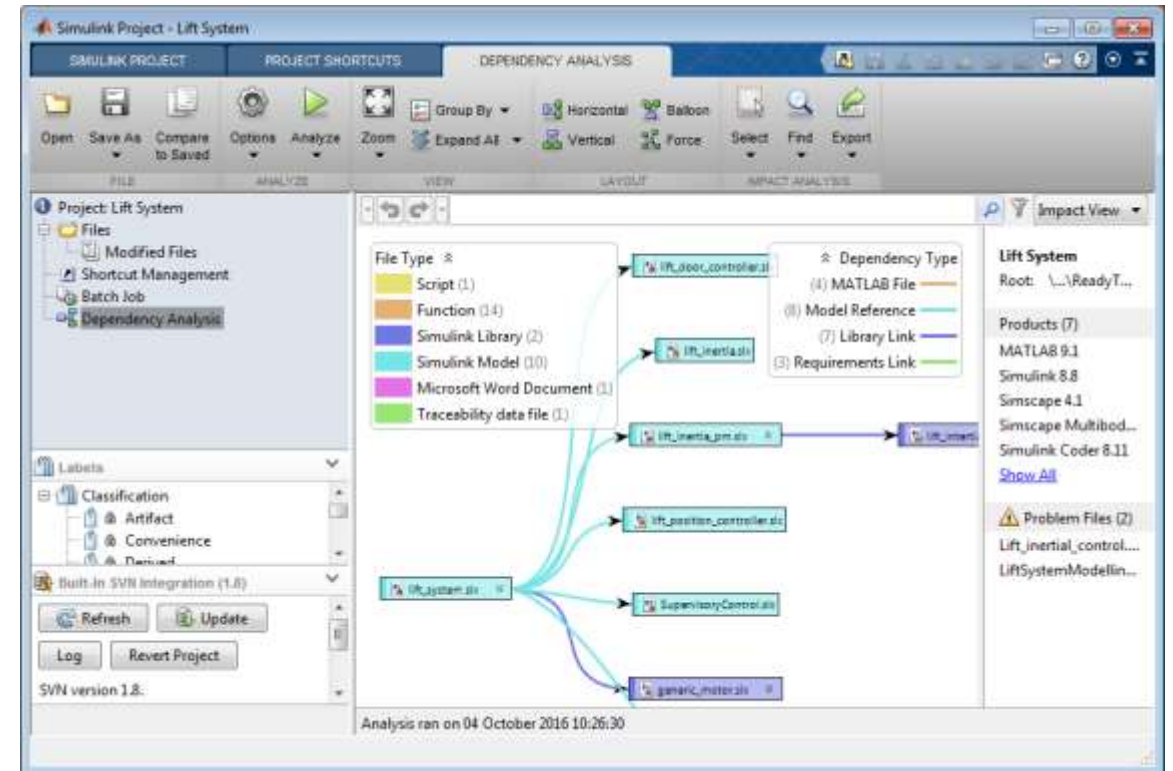 Simulink Project - Lift System
SIMULINK PROJECT
PROJECT SHORTCUTS
DEPENDENCY ANALYSIS
Open
Save As
Compare
to Saved
Options
Analyze
Zoom
Group By
Expand All
Horizontal
Vertical
Balloon
Force
Select
Find
Export
FILE
ANALYZE
VIEW
LAYOUT
IMPACT ANALYSIS
Project: Lift System
Files
Modified Files
Shortcut Management
Batch Job
Dependency Analysis
Labels
Classification
Artifact
Convenience
Derived
Built-In SVN Integration (1.8)
Refresh
Update
Log
Revert Project
SVN version 1.8.
Impact View
File Type
Script (1)
Function (14)
Simulink Library (2)
Simulink Model (10)
Microsoft Word Document (1)
Traceability data file (1)
Dependency Type
(4) MATLAB File
(8) Model Reference
(7) Library Link
(3) Requirements Link
lift_door_controller.sl
lift_inertia.slx
lift_inertia_pm.slx
lift_inerti
lift_position_controller.slx
lift_system.slx
SupervisoryControl.slx
generic_motor.slx
Lift System
Root: \...\ReadyT...
Products (7)
MATLAB 9.1
Simulink 8.8
Simscape 4.1
Simscape Multibod...
Simulink Coder 8.11
Show All
Problem Files (2)
Lift_inertial_control....
LiftSystemModellin...
Analysis ran on 04 October 2016 10:26:30